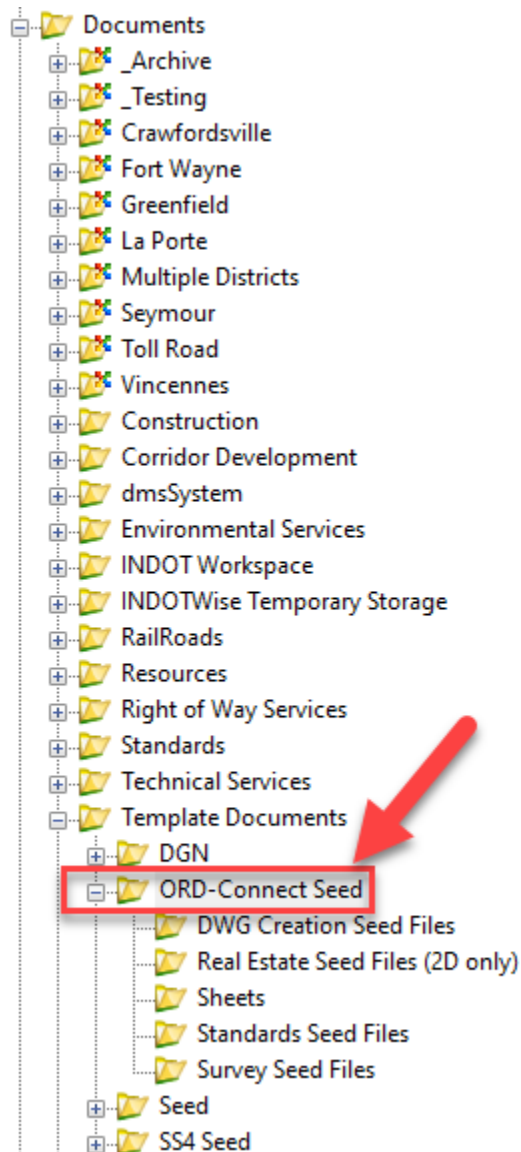 Documents
_Archive
_Testing
Crawfordsville
Fort Wayne
Greenfield
La Porte
Multiple Districts
Seymour
Toll Road
Vincennes
Construction
Corridor Development
dmsSystem
Environmental Services
INDOT Workspace
INDOTWise Temporary Storage
RailRoads
Resources
Right of Way Services
Standards
Technical Services
Template Documents
DGN
ORD-Connect Seed
DWG Creation Seed Files
Real Estate Seed Files (2D only)
Sheets
Standards Seed Files
Survey Seed Files
Seed
SS4 Seed